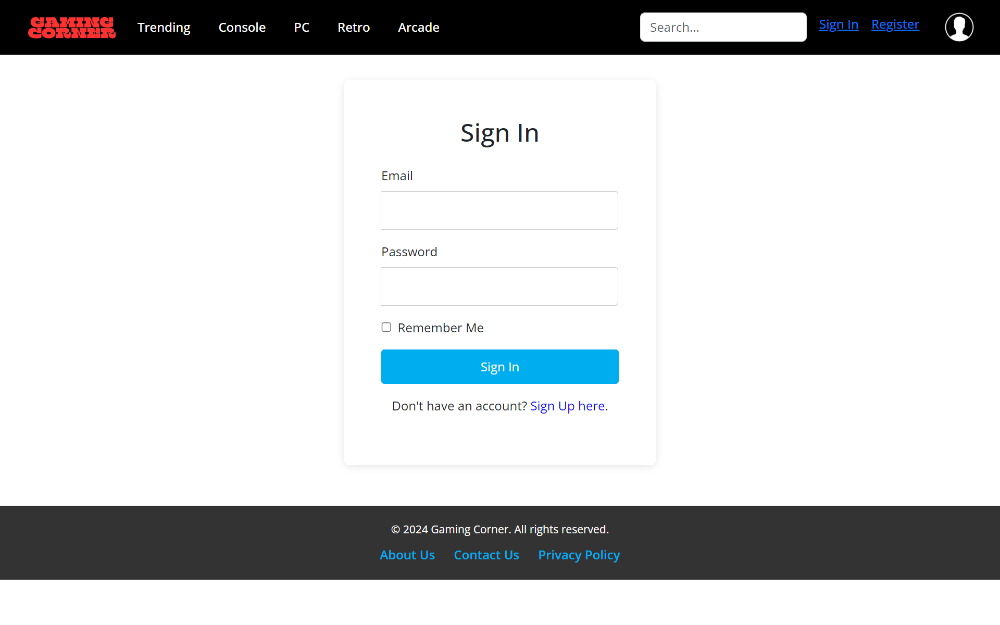 GAMING
CORNER
Trending Console PC Retro Arcade Search... Sign In Register
Sign In
Email
Password
Remember Me
Sign In
Don't have an account? Sign Up here.
© 2024 Gaming Corner. All rights reserved.
About Us Contact Us Privacy Policy